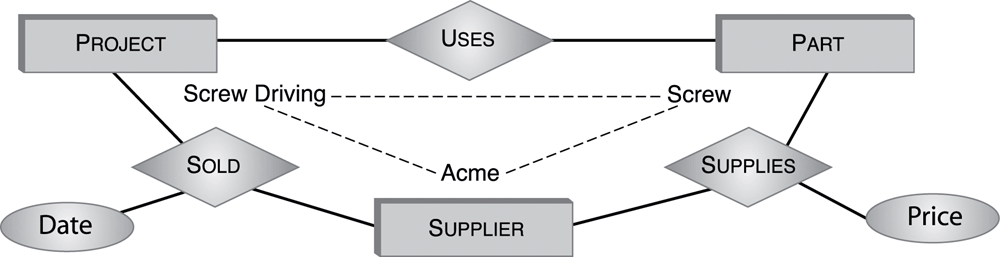 PROJECT
USES
PART
Screw Driving
Screw
SOLD
Acme
SUPPLIES
Date
SUPPLIER
Price